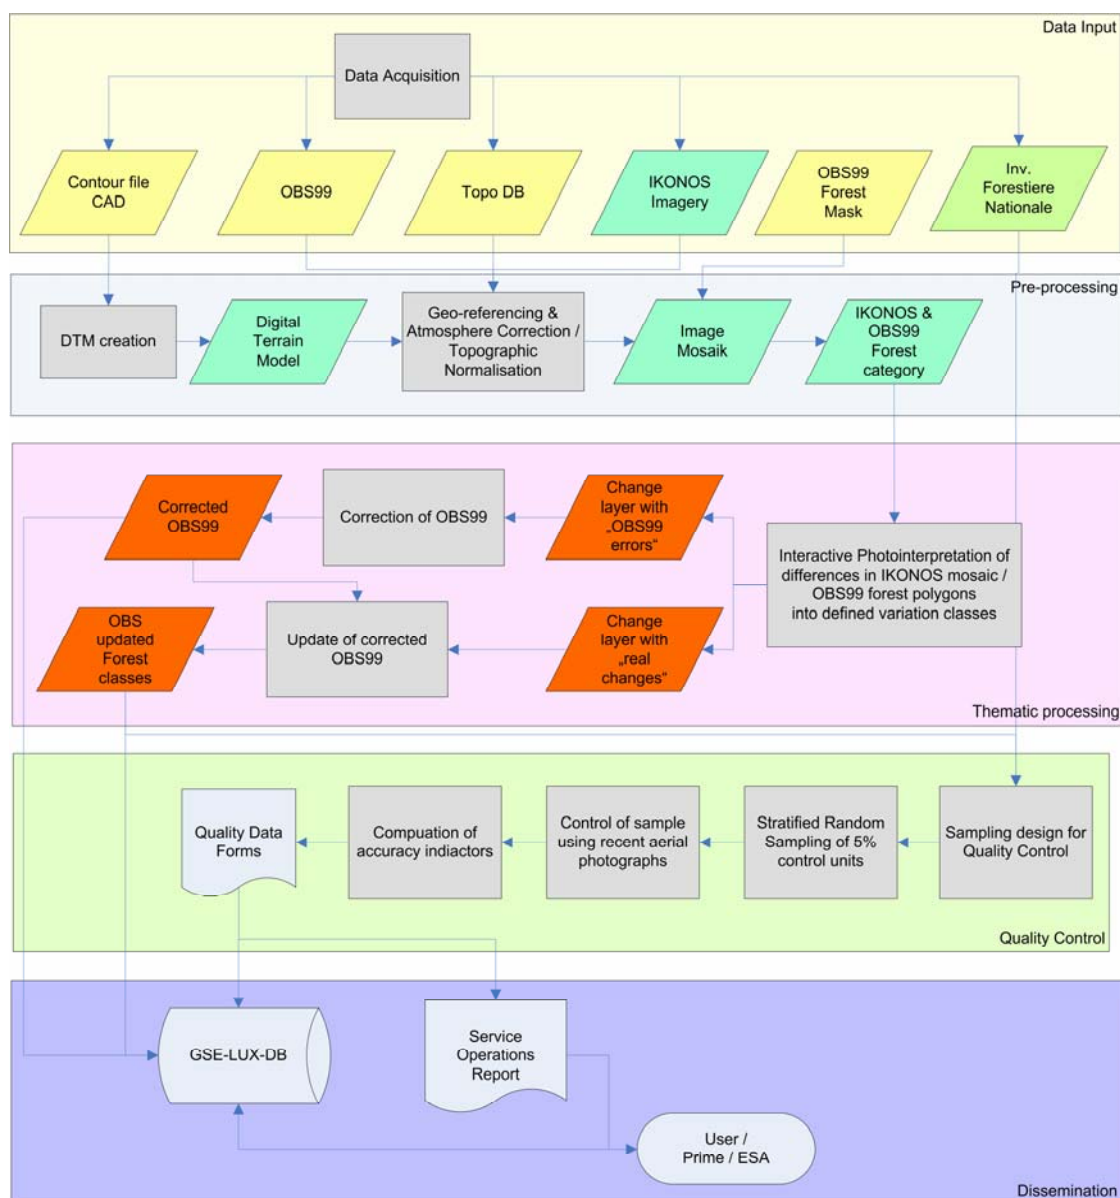 Data Input
Data Acquisition
Contour file
CAD
OBS99
Topo DB
IKONOS
Imagery
OBS99
Forest
Mask
Inv.
Forestiere
Nationale
Pre-processing
DTM creation
Digital
Terrain
Model
Geo-referencing &
Atmosphere Correction /
Topographic
Normalisation
Image
Mosaik
IKONOS &
OBS99
Forest
category
Corrected
OBS99
Correction of OBS99
Change
layer with
„OBS99
errors“
Interactive Photointerpretation of
differences in IKONOS mosaic /
OBS99 forest polygons
into defined variation classes
OBS
updated
Forest
classes
Update of corrected
OBS99
Change
layer with
„real
changes“
Thematic processing
Quality Data
Forms
Compuation of
accuracy indiactors
Control of sample
using recent aerial
photographs
Stratified Random
Sampling of 5%
control units
Sampling design for
Quality Control
Quality Control
GSE-LUX-DB
Service
Operations
Report
User /
Prime / ESA
Dissemination